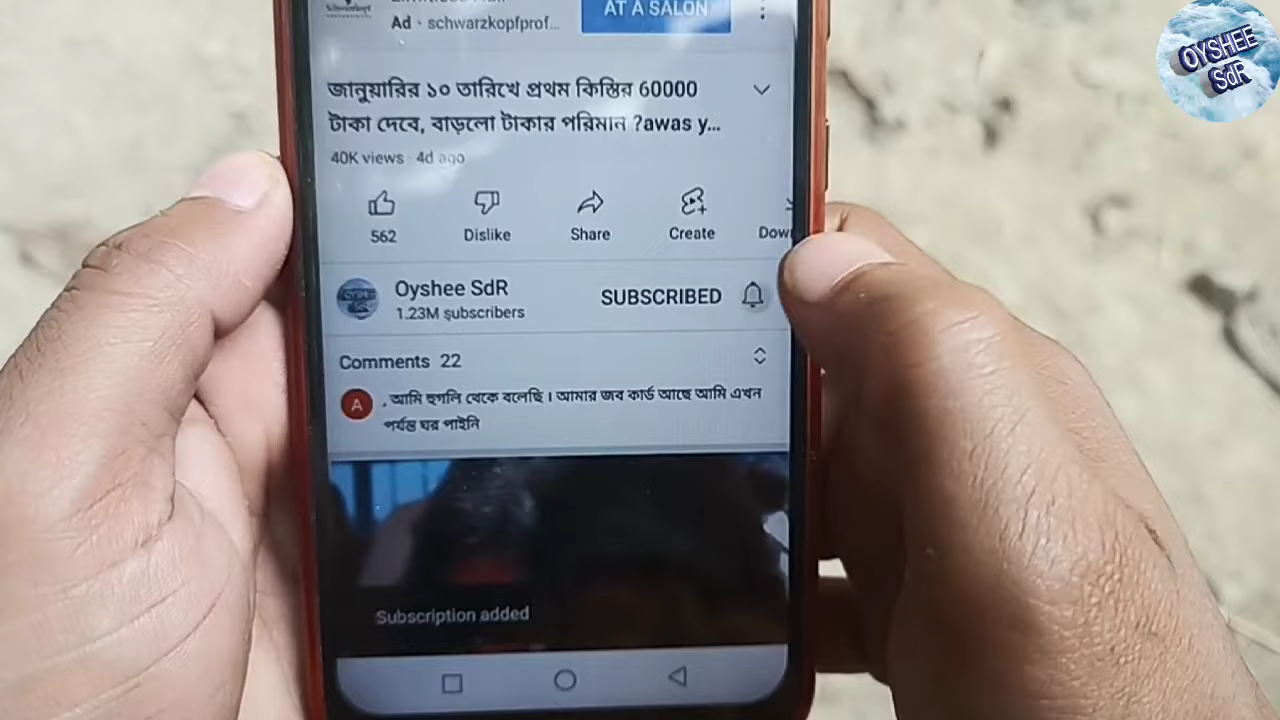 OYSHEE
SdR
Schwarzkopf
AT A SALON
Ad · schwarzkopfprof...
জানুয়ারির ১০ তারিখে প্রথম কিস্তির 60000
টাকা দেবে, বাড়লো টাকার পরিমান ?awas y...
40K views · 4d ago
562
Dislike
Share
Create
Dow
Oyshee SdR
1.23M subscribers
SUBSCRIBED
Comments 22
A
. আমি হুগলি থেকে বলেছি । আমার জব কার্ড আছে আমি এখন
পর্যন্ত ঘর পাইনি
Subscription added